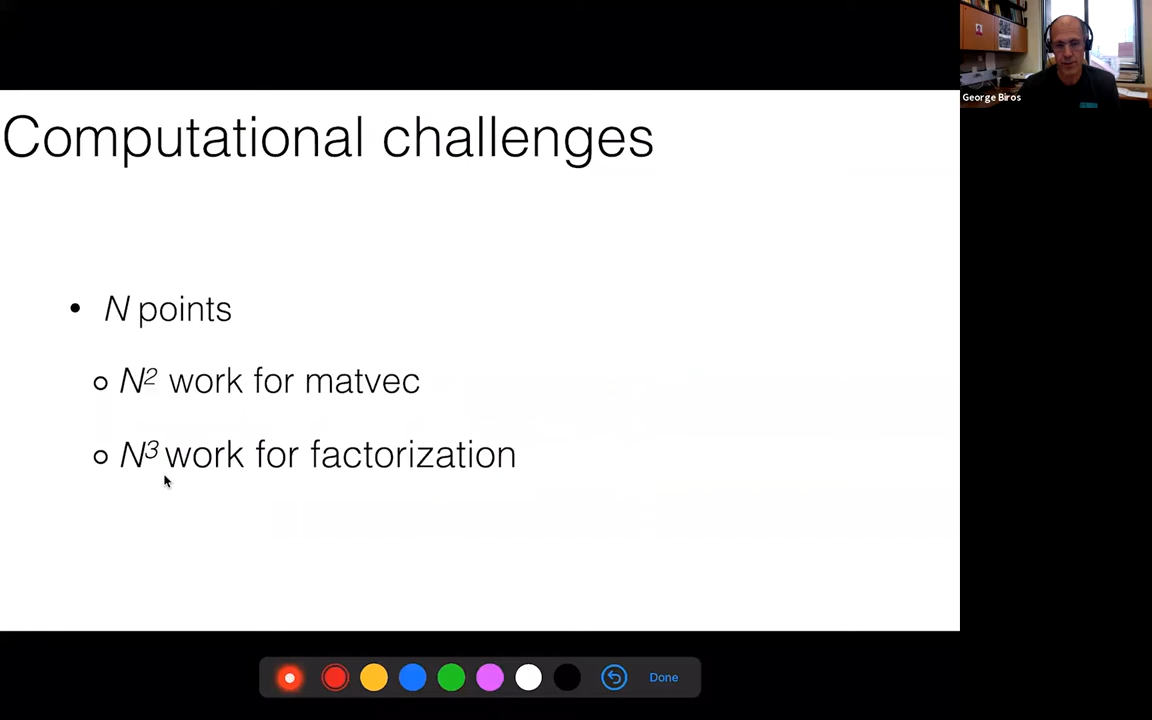 George Biros
Computational challenges
• N points
○ N² work for matvec
○ N³ work for factorization
Done